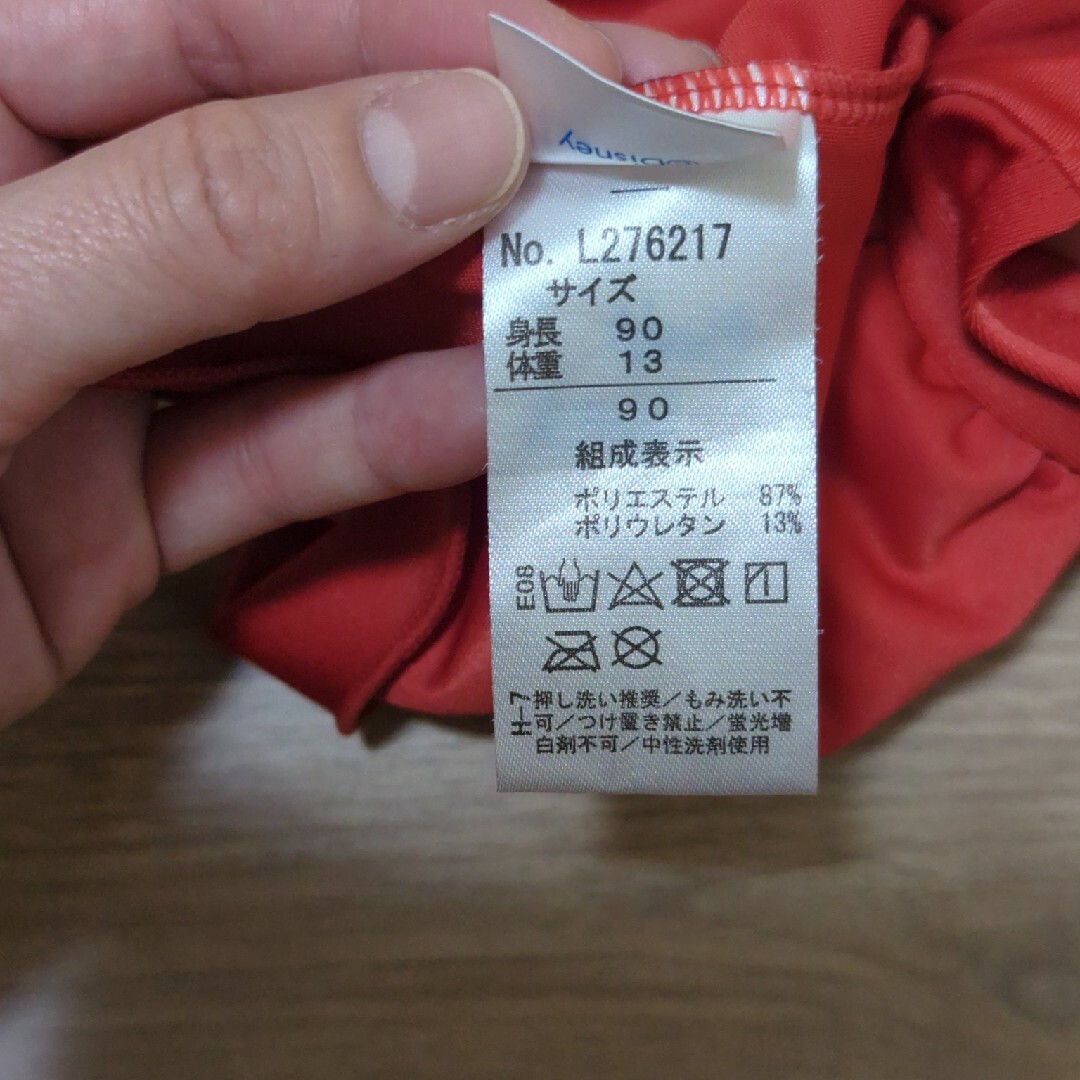 ©Disney
No. L276217
サイズ
身長 90
体重 13
90
組成表示
ポリエステル 87%
ポリウレタン 13%
E08
H-7 押し洗い推奨／もみ洗い不
可／つけ置き禁止／蛍光増
白剤不可／中性洗剤使用